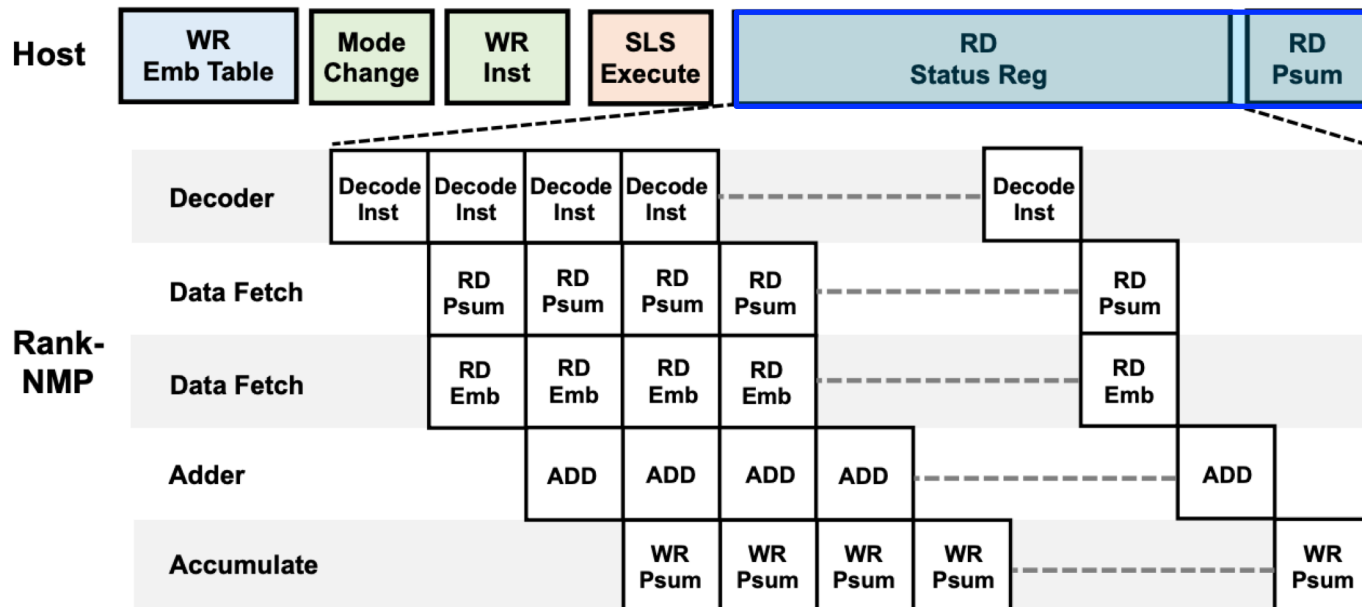 Host
WR
Emb Table
Mode
Change
WR
Inst
SLS
Execute
RD
Status Reg
RD
Psum
Rank-
NMP
Decoder
Decode
Inst
Decode
Inst
Decode
Inst
Decode
Inst
Decode
Inst
Data Fetch
RD
Psum
RD
Psum
RD
Psum
RD
Psum
RD
Psum
Data Fetch
RD
Emb
RD
Emb
RD
Emb
RD
Emb
RD
Emb
Adder
ADD
ADD
ADD
ADD
ADD
Accumulate
WR
Psum
WR
Psum
WR
Psum
WR
Psum
WR
Psum